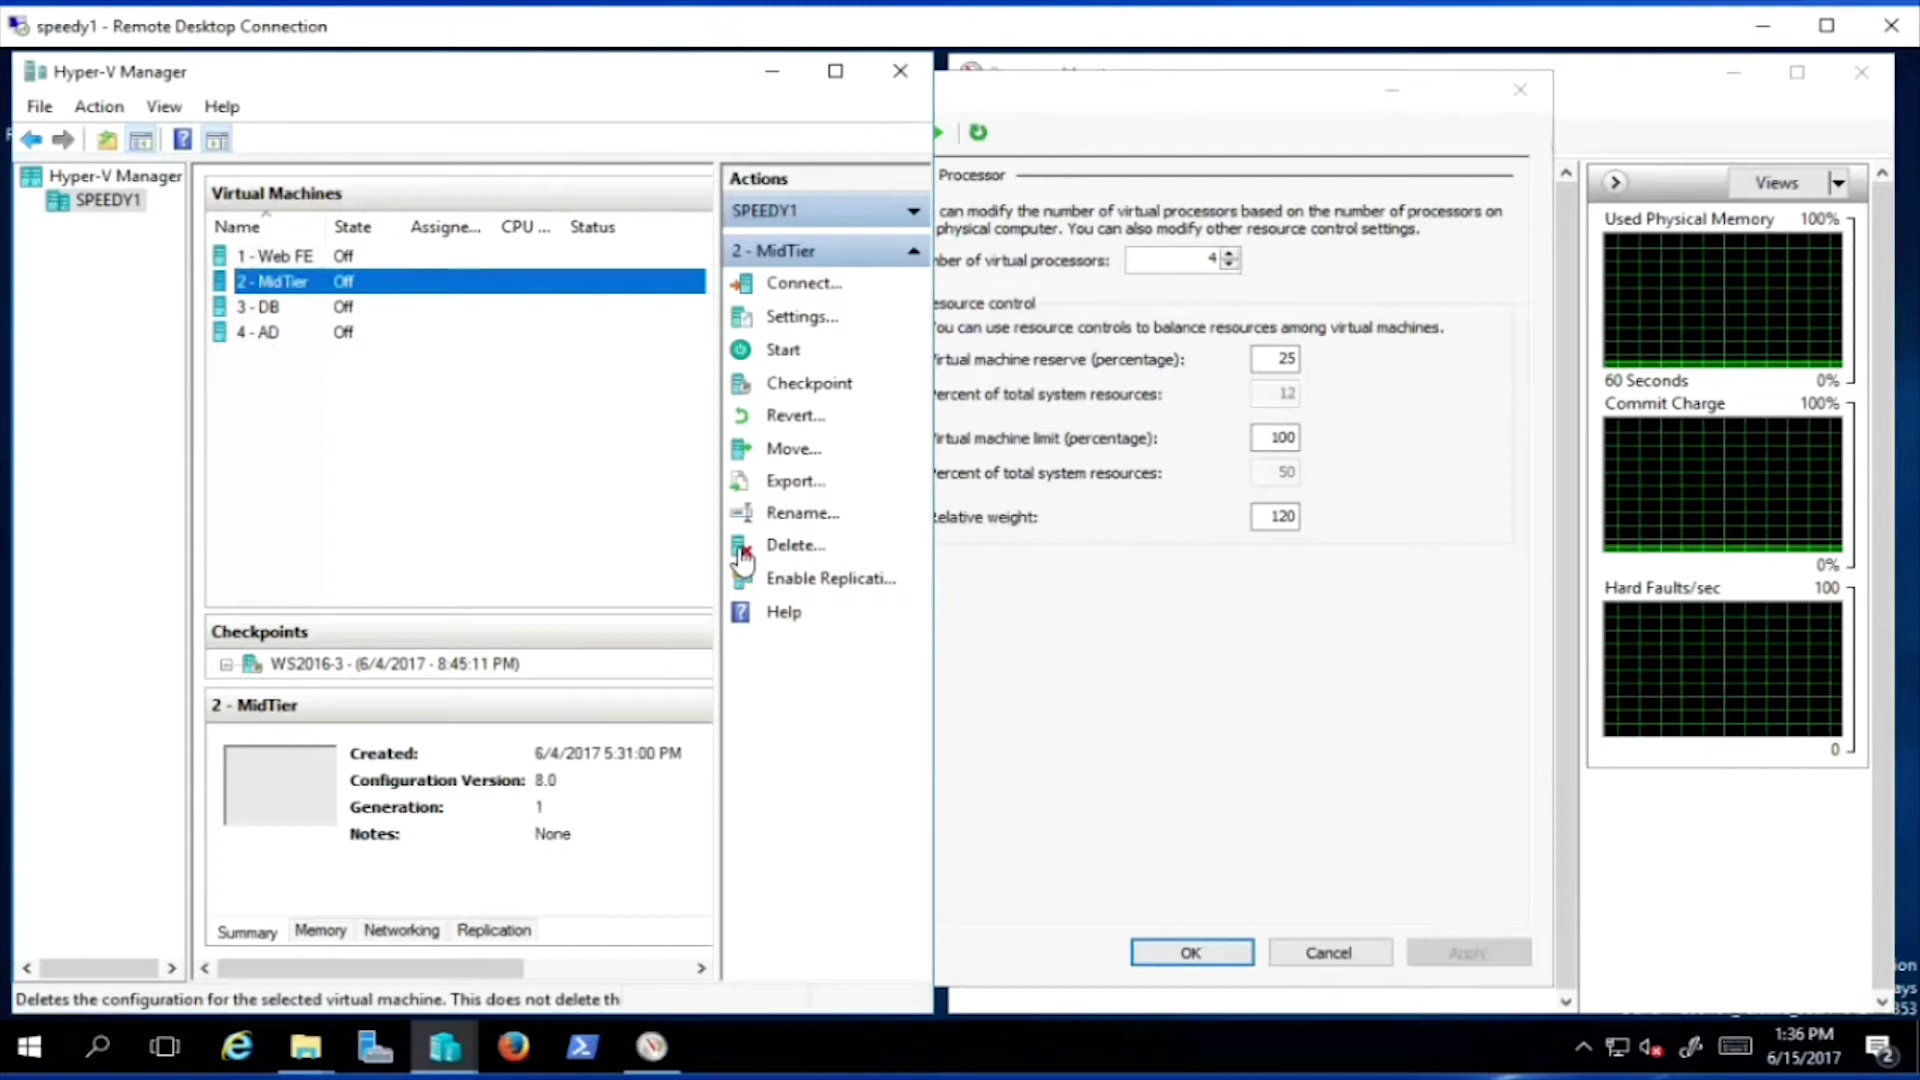 speedy1 - Remote Desktop Connection
Hyper-V Manager
File Action View Help
Hyper-V Manager
SPEEDY1
Virtual Machines
Name State Assigne... CPU ... Status
1 - Web FE Off
2 - MidTier Off
3 - DB Off
4 - AD Off
Checkpoints
WS2016-3 - (6/4/2017 - 8:45:11 PM)
2 - MidTier
Created: 6/4/2017 5:31:00 PM
Configuration Version: 8.0
Generation: 1
Notes: None
Summary Memory Networking Replication
Actions
SPEEDY1
2 - MidTier
Connect...
Settings...
Start
Checkpoint
Revert...
Move...
Export...
Rename...
Delete...
Enable Replicati...
Help
Deletes the configuration for the selected virtual machine. This does not delete th
Processor
can modify the number of virtual processors based on the number of processors on
physical computer. You can also modify other resource control settings.
ber of virtual processors: 4
esource control
ou can use resource controls to balance resources among virtual machines.
irtual machine reserve (percentage): 25
ercent of total system resources: 12
irtual machine limit (percentage): 100
ercent of total system resources: 50
elative weight: 120
OK Cancel Apply
Views
Used Physical Memory 100%
60 Seconds 0%
Commit Charge 100%
0%
Hard Faults/sec 100
0
ion
ays
353
1:36 PM
6/15/2017
2